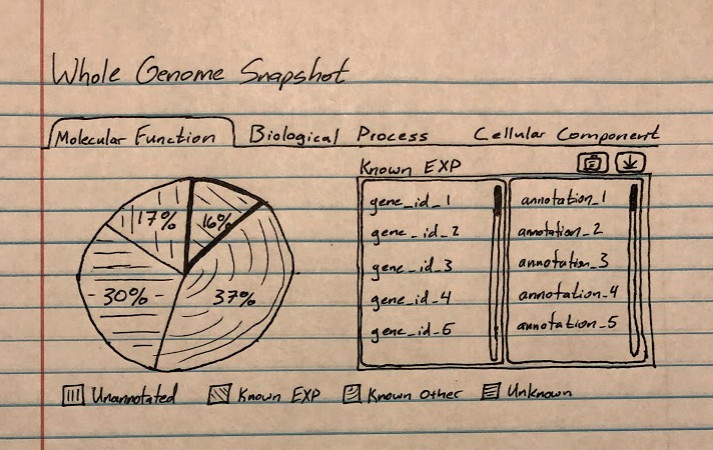 Whole Genome Snapshot
Molecular Function Biological Process Cellular Component
Known EXP
17% 16%
30% 37%
gene_id_1 annotation_1
gene_id_2 annotation_2
gene_id_3 annotation_3
gene_id_4 annotation_4
gene_id_5 annotation_5
Unannotated Known EXP Known Other Unknown